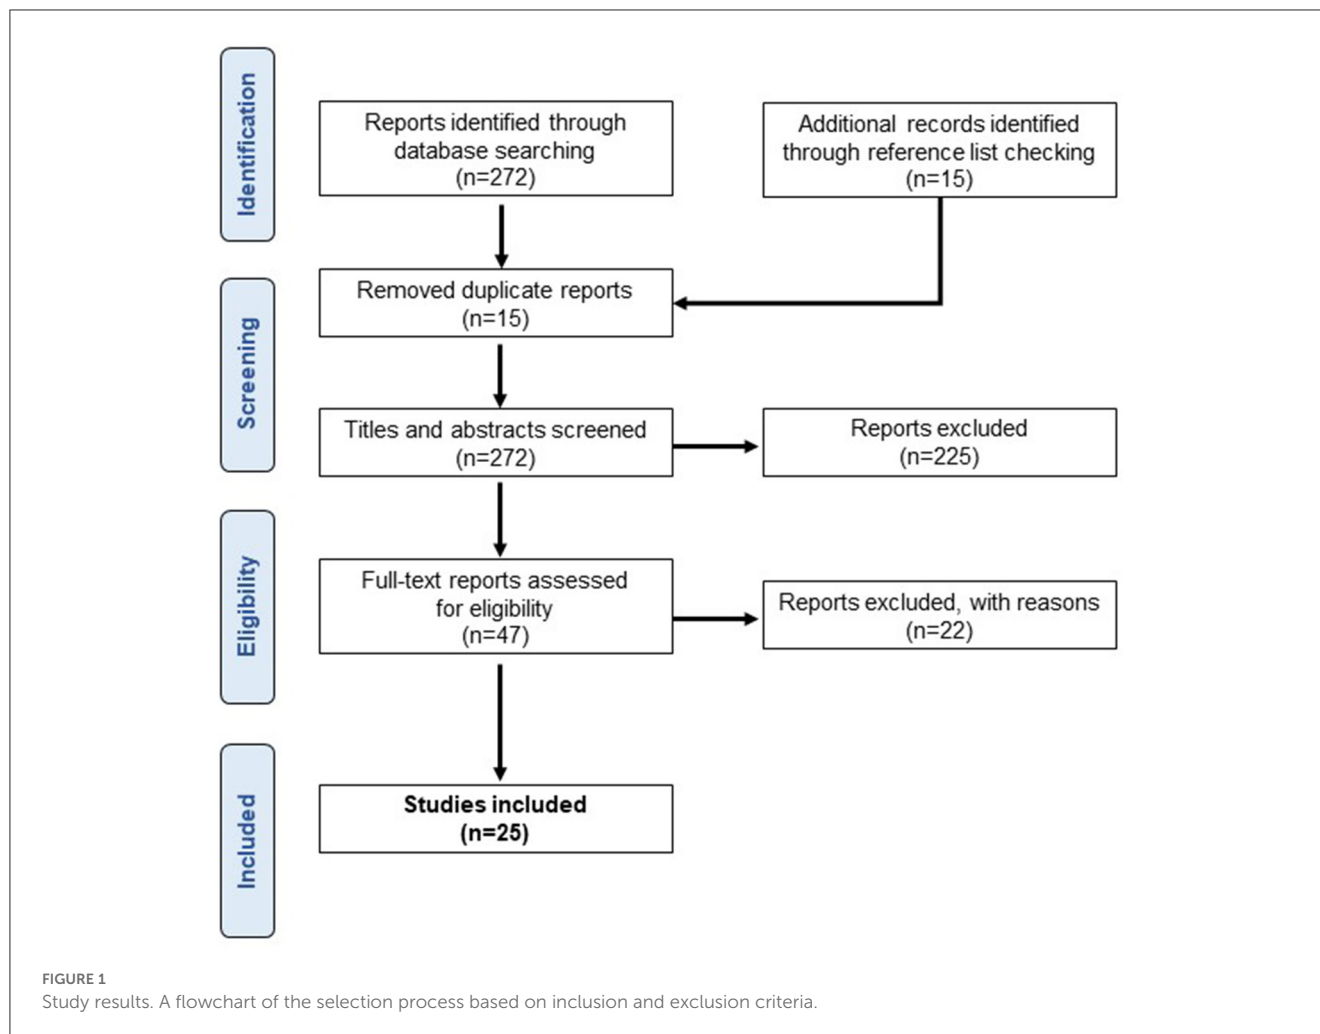 Identification
Reports identified through
database searching
(n=272)
Additional records identified
through reference list checking
(n=15)
Screening
Removed duplicate reports
(n=15)
Titles and abstracts screened
(n=272)
Reports excluded
(n=225)
Eligibility
Full-text reports assessed
for eligibility
(n=47)
Reports excluded, with reasons
(n=22)
Included
Studies included
(n=25)
FIGURE 1
Study results. A flowchart of the selection process based on inclusion and exclusion criteria.